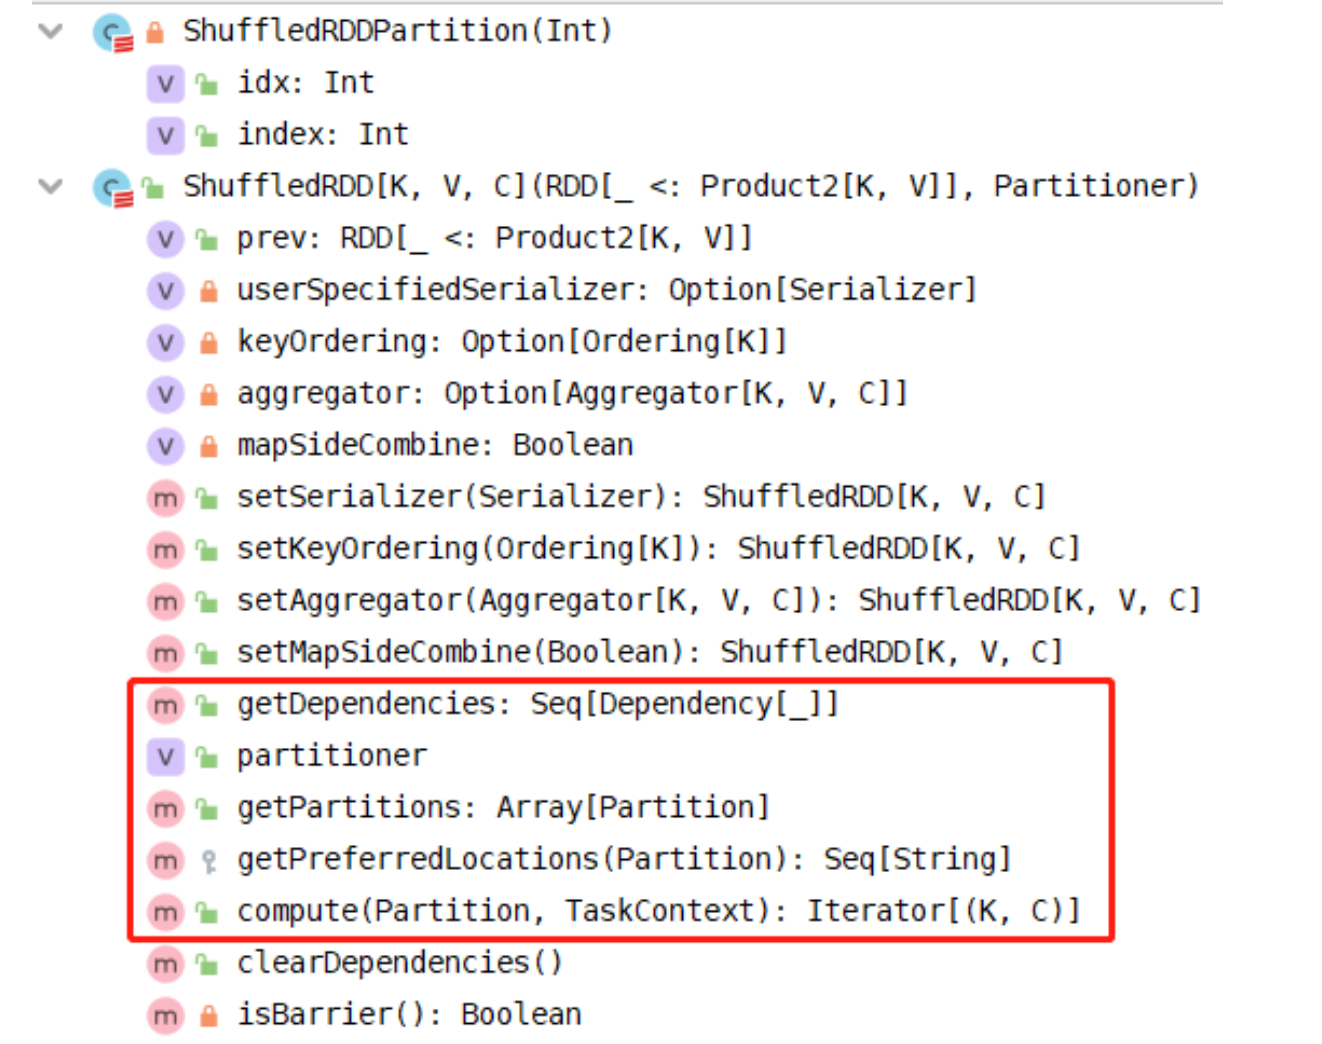 C ShuffledRDDPartition(Int)
V idx: Int
V index: Int
C ShuffledRDD[K, V, C](RDD[_ <: Product2[K, V]], Partitioner)
V prev: RDD[_ <: Product2[K, V]]
V userSpecifiedSerializer: Option[Serializer]
V keyOrdering: Option[Ordering[K]]
V aggregator: Option[Aggregator[K, V, C]]
V mapSideCombine: Boolean
m setSerializer(Serializer): ShuffledRDD[K, V, C]
m setKeyOrdering(Ordering[K]): ShuffledRDD[K, V, C]
m setAggregator(Aggregator[K, V, C]): ShuffledRDD[K, V, C]
m setMapSideCombine(Boolean): ShuffledRDD[K, V, C]
m getDependencies: Seq[Dependency[_]]
V partitioner
m getPartitions: Array[Partition]
m getPreferredLocations(Partition): Seq[String]
m compute(Partition, TaskContext): Iterator[(K, C)]
m clearDependencies()
m isBarrier(): Boolean